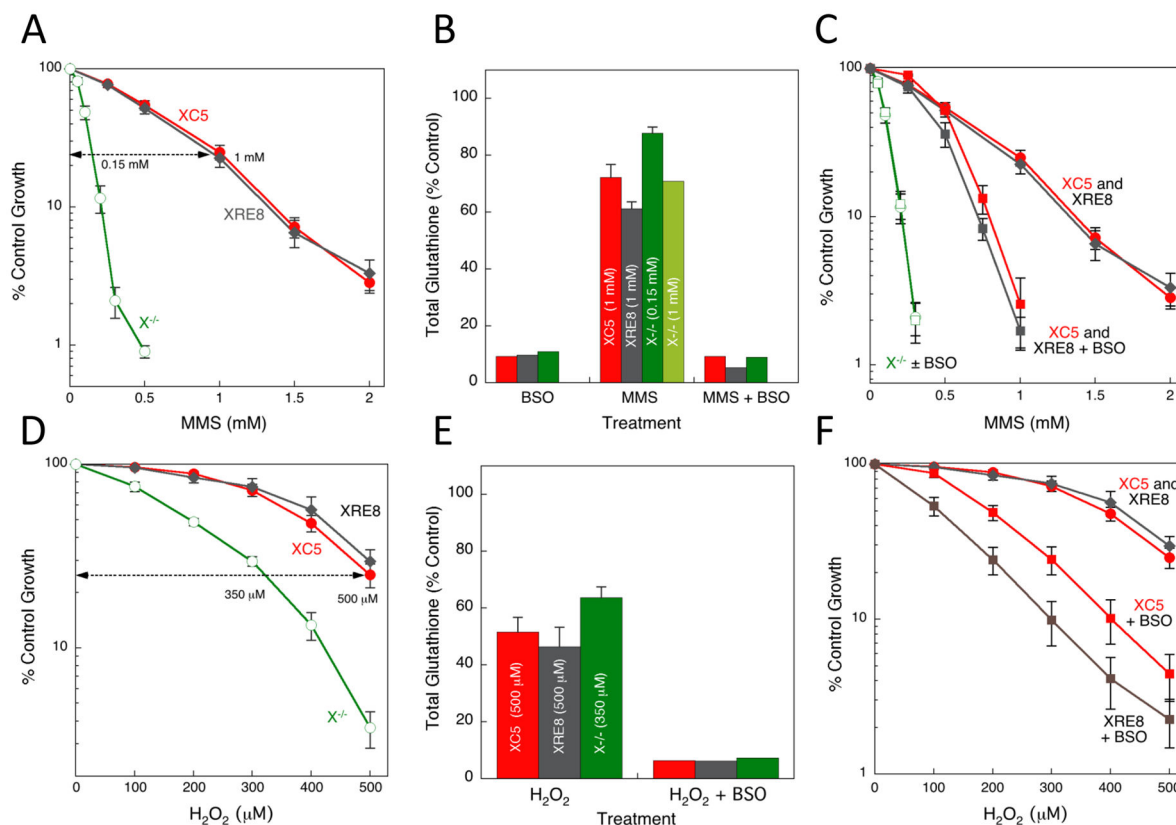 A
% Control Growth
100
10
1
XC5
0.15 mM
1 mM
XRE8
X-/-
0
0.5
1
1.5
2
MMS (mM)
B
Total Glutathione (% Control)
100
80
60
40
20
0
XC5 (1 mM)
XRE8 (1 mM)
X-/- (0.15 mM)
X-/- (1 mM)
BSO
MMS
MMS + BSO
Treatment
C
% Control Growth
100
10
1
XC5 and
XRE8
XC5 and
XRE8 + BSO
X-/- ± BSO
0
0.5
1
1.5
2
MMS (mM)
D
% Control Growth
100
10
XRE8
XC5
350 µM
500 µM
X-/-
0
100
200
300
400
500
H2O2 (µM)
E
Total Glutathione (% Control)
100
80
60
40
20
0
XC5 (500 µM)
XRE8 (500 µM)
X-/- (350 µM)
H2O2
H2O2 + BSO
Treatment
F
% Control Growth
100
10
1
XC5 and
XRE8
XC5
+ BSO
XRE8
+ BSO
0
100
200
300
400
500
H2O2 (µM)